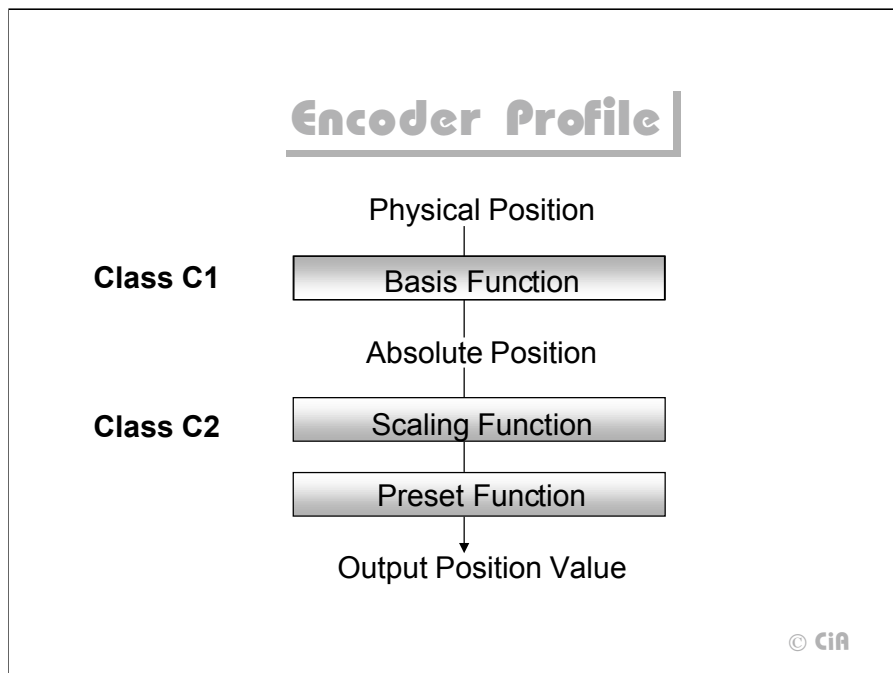 Encoder Profile
Physical Position
Class C1
Basis Function
Absolute Position
Class C2
Scaling Function
Preset Function
Output Position Value
© CiA